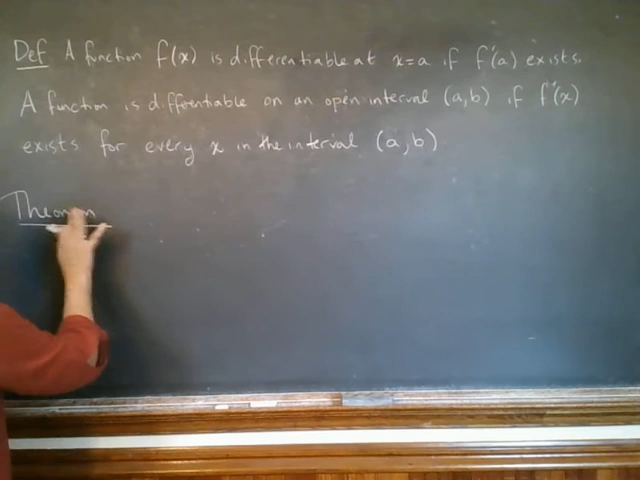 Def A function f(x) is differentiable at x=a if f'(a) exists.
A function is differentiable on an open interval (a,b) if f'(x)
exists for every x in the interval (a,b)
Theorem